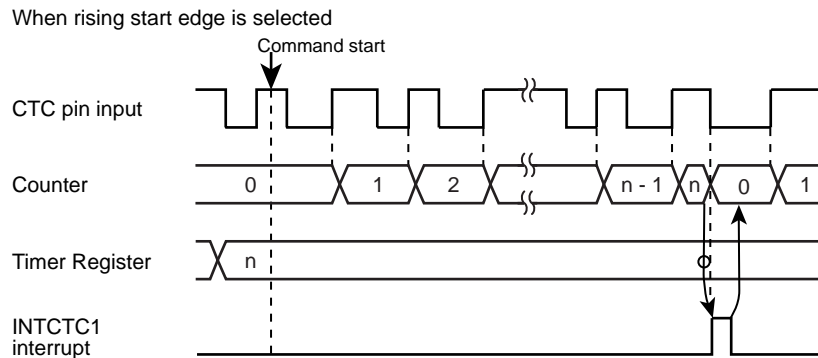 When rising start edge is selected
Command start
CTC pin input
Counter
0 1 2 n - 1 n 0 1
Timer Register
n
INTCTC1
interrupt